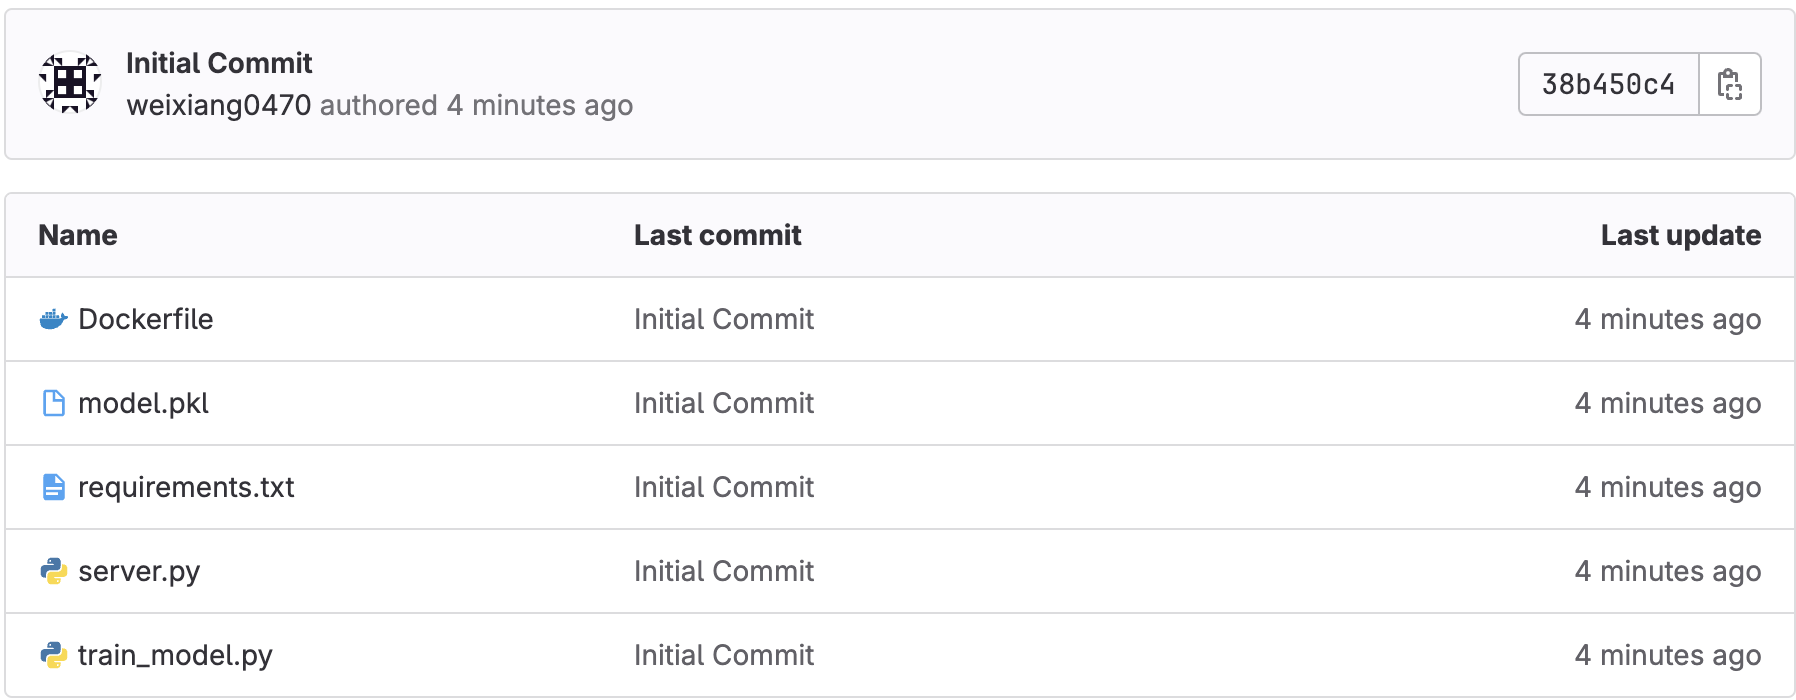 Initial Commit
weixiang0470 authored 4 minutes ago
38b450c4
Name Last commit Last update
Dockerfile Initial Commit 4 minutes ago
model.pkl Initial Commit 4 minutes ago
requirements.txt Initial Commit 4 minutes ago
server.py Initial Commit 4 minutes ago
train_model.py Initial Commit 4 minutes ago